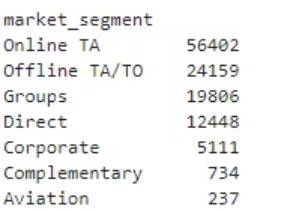 market_segment
Online TA 56402
Offline TA/TO 24159
Groups 19806
Direct 12448
Corporate 5111
Complementary 734
Aviation 237